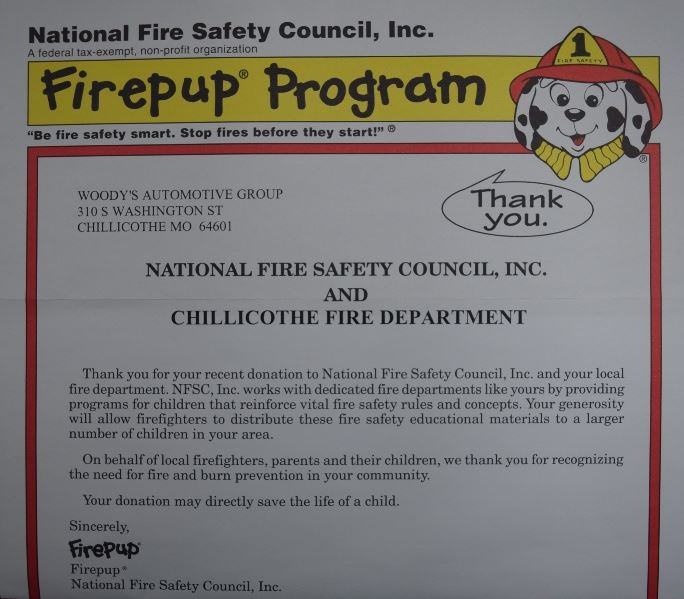 National Fire Safety Council, Inc.
A federal tax-exempt, non-profit organization
Firepup® Program
1
FIRE SAFETY
"Be fire safety smart. Stop fires before they start!" ®
®
WOODY'S AUTOMOTIVE GROUP
310 S WASHINGTON ST
CHILLICOTHE MO 64601
Thank
you.
NATIONAL FIRE SAFETY COUNCIL, INC.
AND
CHILLICOTHE FIRE DEPARTMENT
Thank you for your recent donation to National Fire Safety Council, Inc. and your local
fire department. NFSC, Inc. works with dedicated fire departments like yours by providing
programs for children that reinforce vital fire safety rules and concepts. Your generosity
will allow firefighters to distribute these fire safety educational materials to a larger
number of children in your area.
On behalf of local firefighters, parents and their children, we thank you for recognizing
the need for fire and burn prevention in your community.
Your donation may directly save the life of a child.
Sincerely,
Firepup®
Firepup®
National Fire Safety Council, Inc.